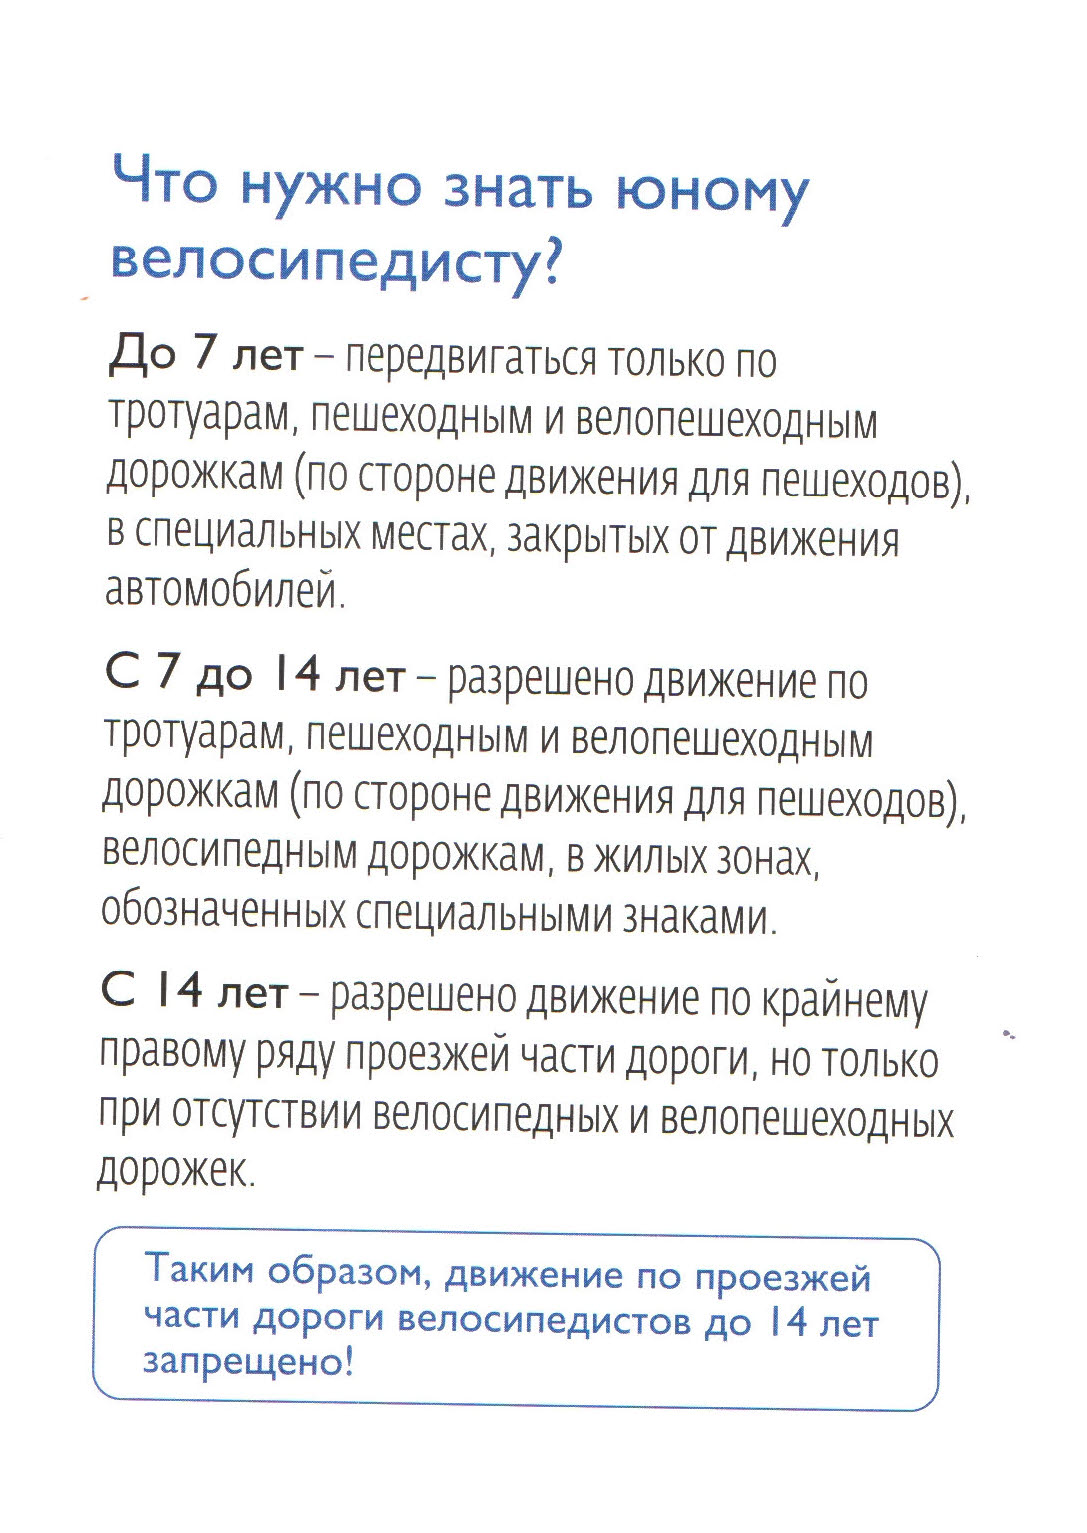 Что нужно знать юному
велосипедисту?
До 7 лет – передвигаться только по
тротуарам, пешеходным и велопешеходным
дорожкам (по стороне движения для пешеходов),
в специальных местах, закрытых от движения
автомобилей.
С 7 до 14 лет – разрешено движение по
тротуарам, пешеходным и велопешеходным
дорожкам (по стороне движения для пешеходов),
велосипедным дорожкам, в жилых зонах,
обозначенных специальными знаками.
С 14 лет – разрешено движение по крайнему
правому ряду проезжей части дороги, но только
при отсутствии велосипедных и велопешеходных
дорожек.
Таким образом, движение по проезжей
части дороги велосипедистов до 14 лет
запрещено!